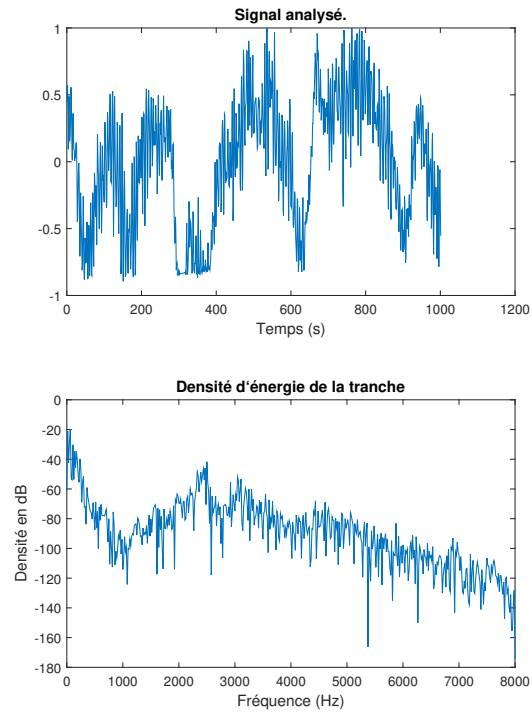 Signal analysé.
1
0.5
0
-0.5
-1
0 200 400 600 800 1000 1200
Temps (s)
Densité d'énergie de la tranche
0
-20
-40
-60
-80
-100
-120
-140
-160
-180
Densité en dB
0 1000 2000 3000 4000 5000 6000 7000 8000
Fréquence (Hz)